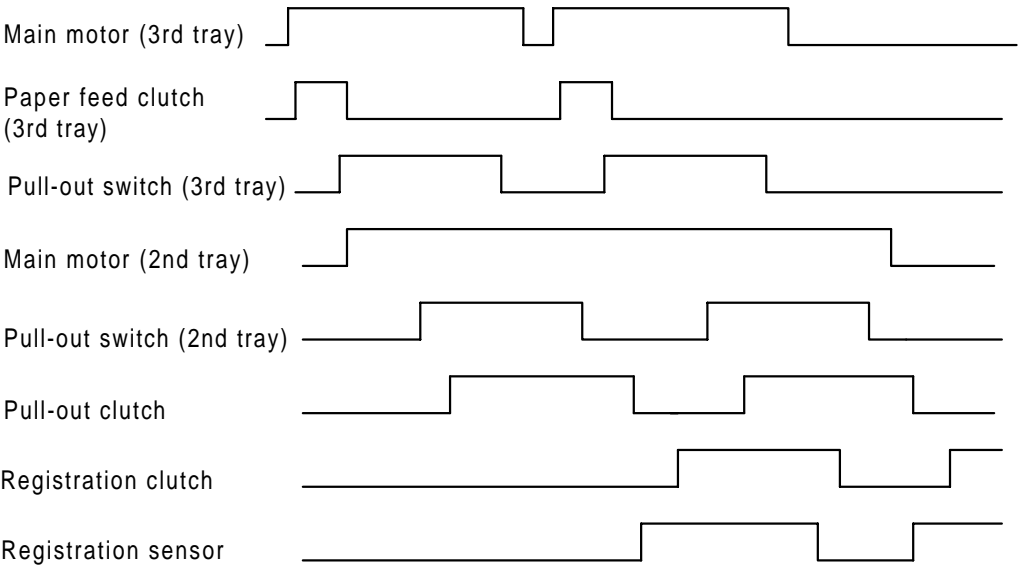 Main motor (3rd tray)
Paper feed clutch
(3rd tray)
Pull-out switch (3rd tray)
Main motor (2nd tray)
Pull-out switch (2nd tray)
Pull-out clutch
Registration clutch
Registration sensor